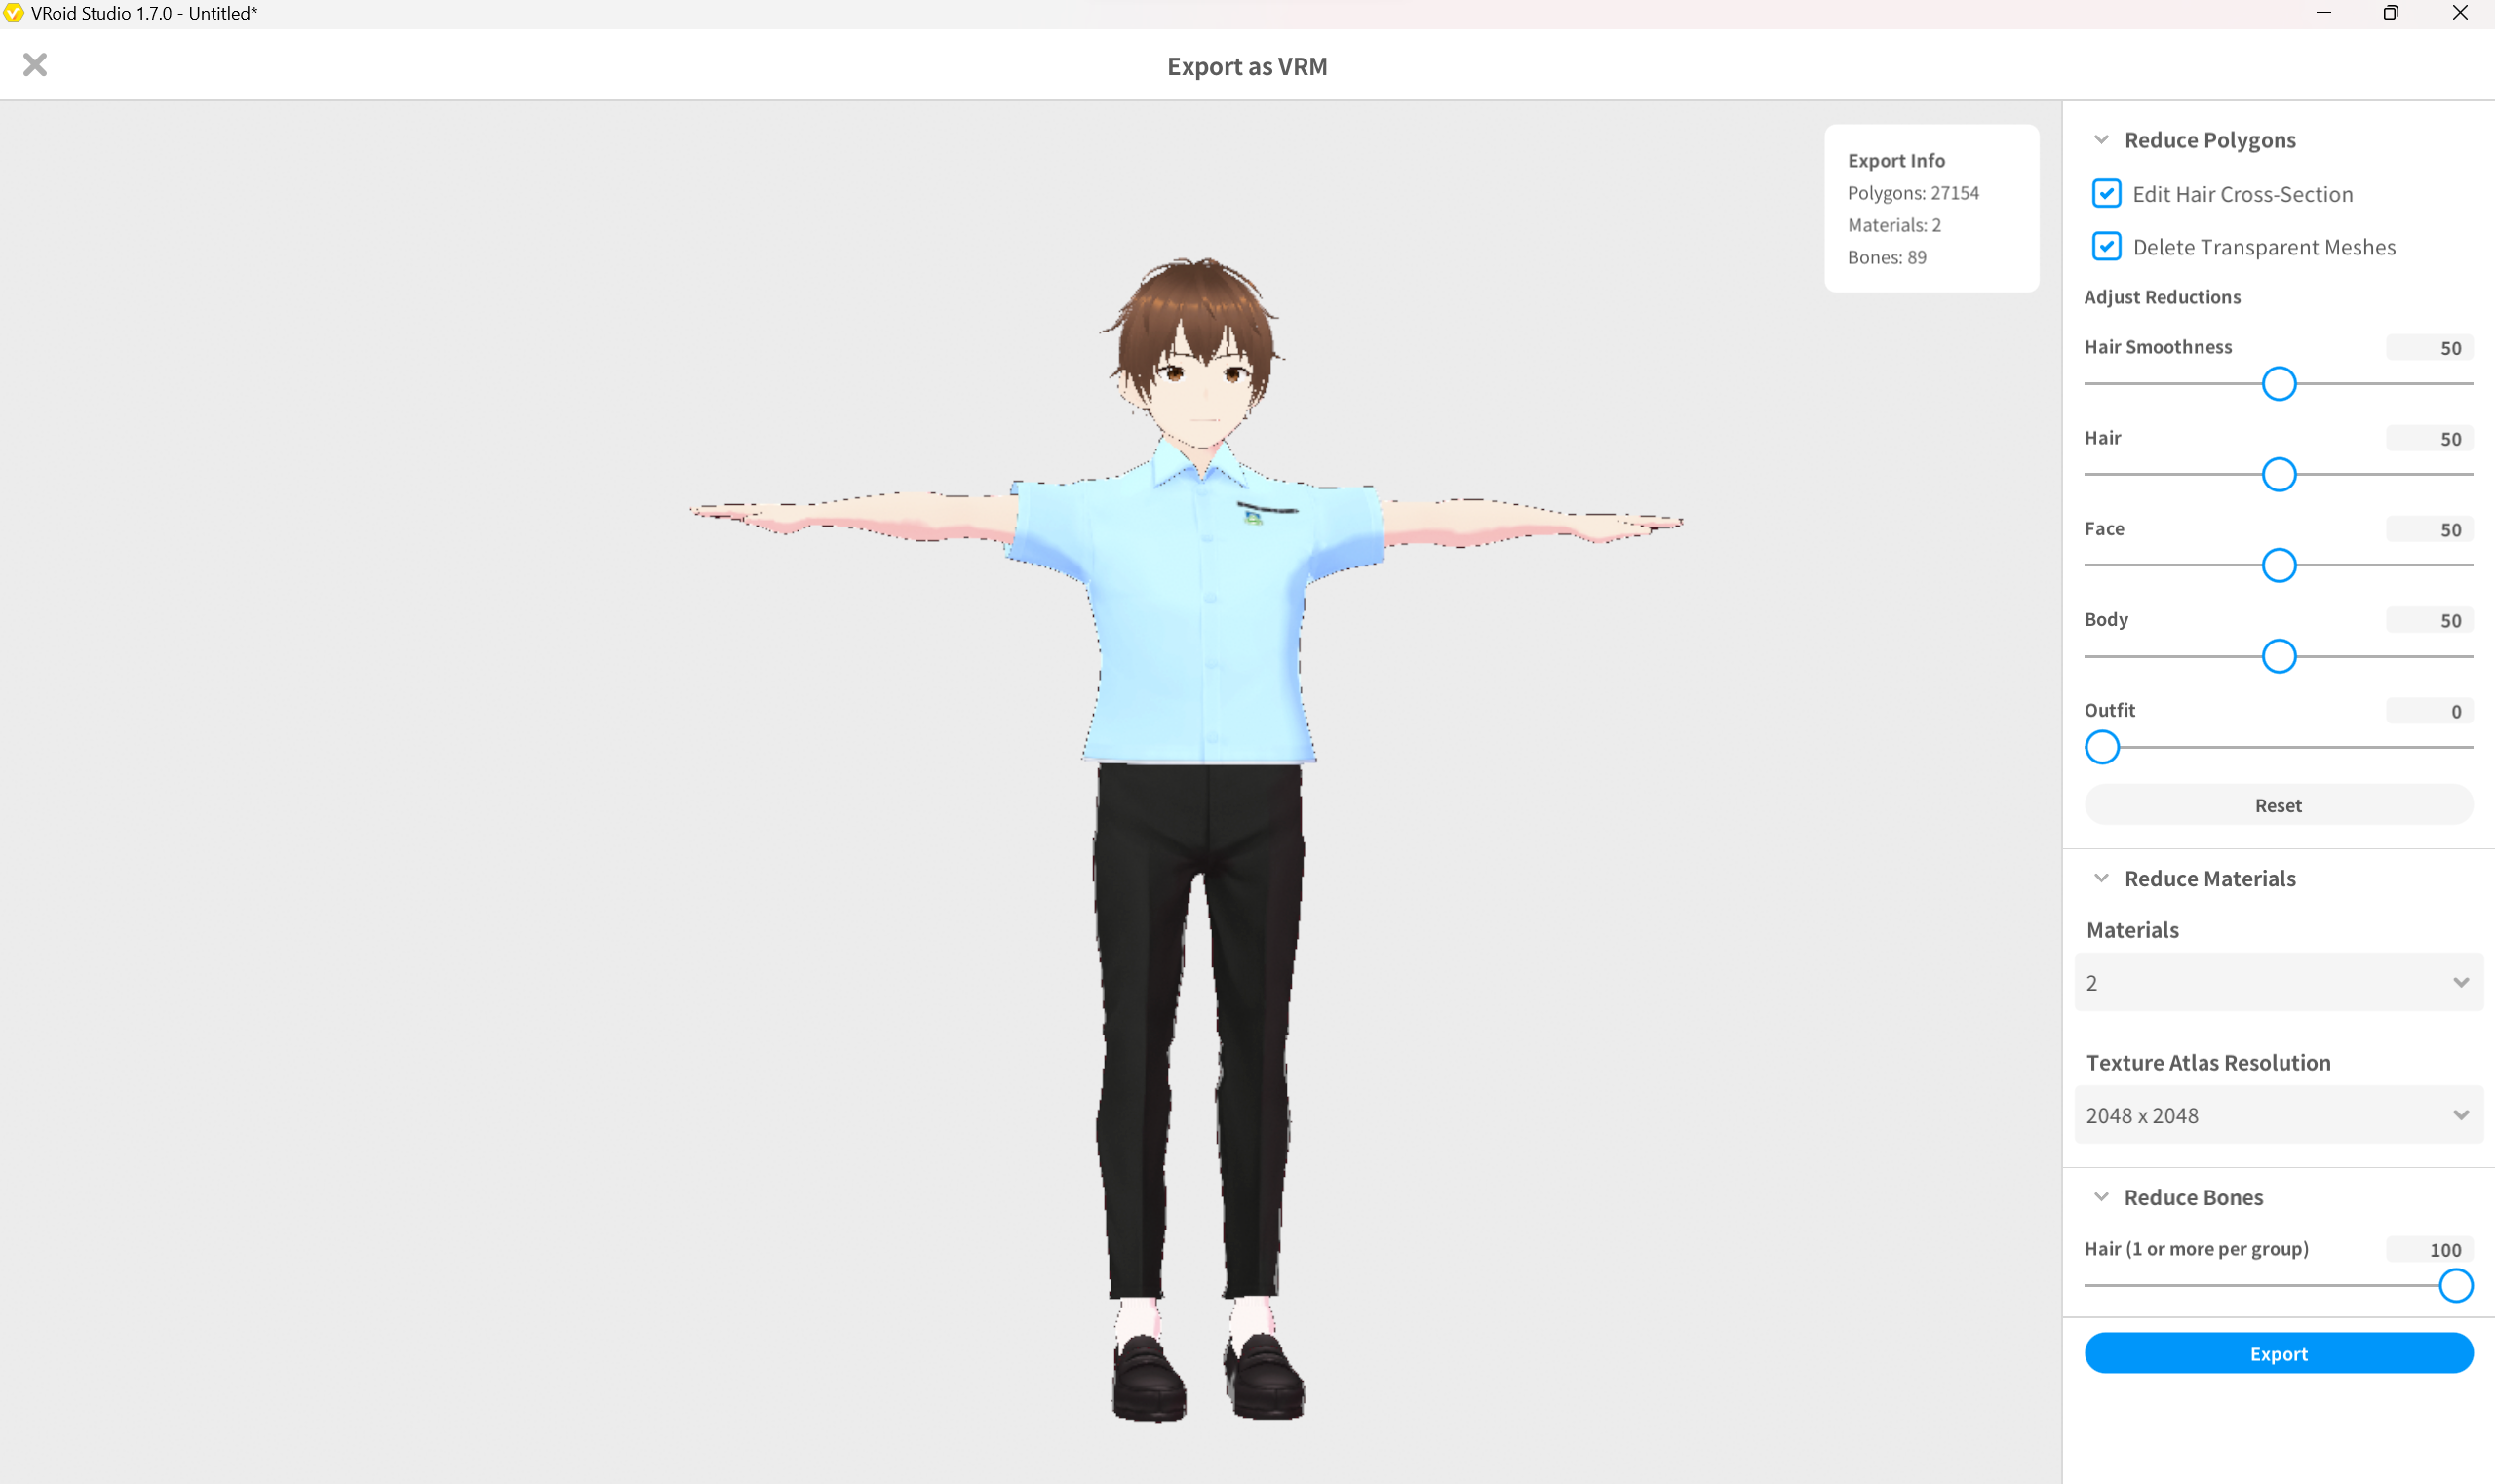 VRoid Studio 1.7.0 - Untitled*
Export as VRM
Export Info
Polygons: 27154
Materials: 2
Bones: 89
Reduce Polygons
Edit Hair Cross-Section
Delete Transparent Meshes
Adjust Reductions
Hair Smoothness 50
Hair 50
Face 50
Body 50
Outfit 0
Reset
Reduce Materials
Materials
2
Texture Atlas Resolution
2048 x 2048
Reduce Bones
Hair (1 or more per group) 100
Export